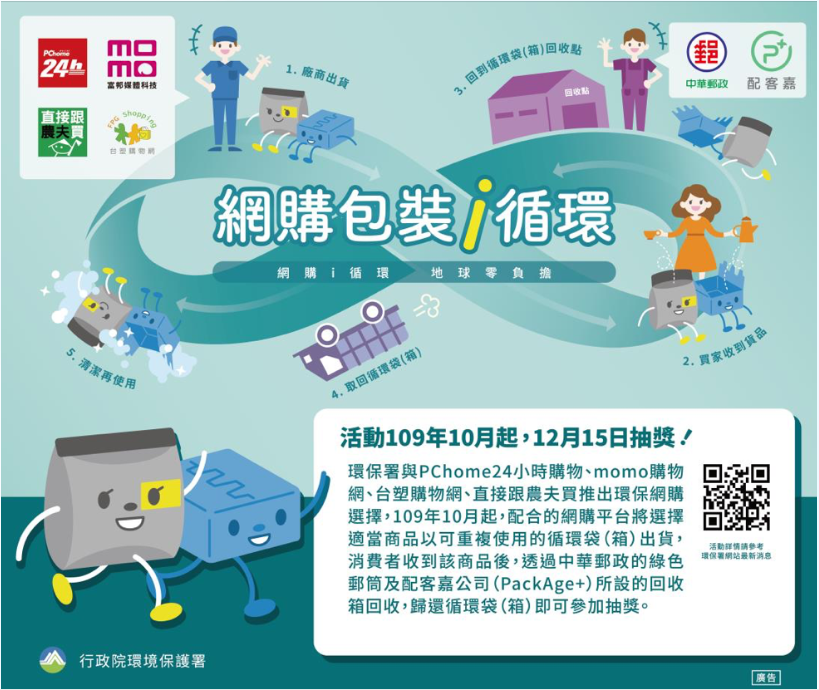 PChome
24h
momo
富邦媒體科技
直接跟
農夫買
FPG Shopping
台塑購物網
1. 廠商出貨
3. 回到循環袋(箱)回收點
回收點
郵
中華郵政
P+
配客嘉
網購包裝i循環
網購i循環 地球零負擔
2. 買家收到貨品
4. 取回循環袋(箱)
5. 清潔再使用
活動109年10月起，12月15日抽獎！
環保署與PChome24小時購物、momo購物
網、台塑購物網、直接跟農夫買推出環保網購
選擇，109年10月起，配合的網購平台將選擇
適當商品以可重複使用的循環袋（箱）出貨，
消費者收到該商品後，透過中華郵政的綠色
郵筒及配客嘉公司（PackAge+）所設的回收
箱回收，歸還循環袋（箱）即可參加抽獎。
活動詳情請參考
環保署網站最新消息
行政院環境保護署
廣告